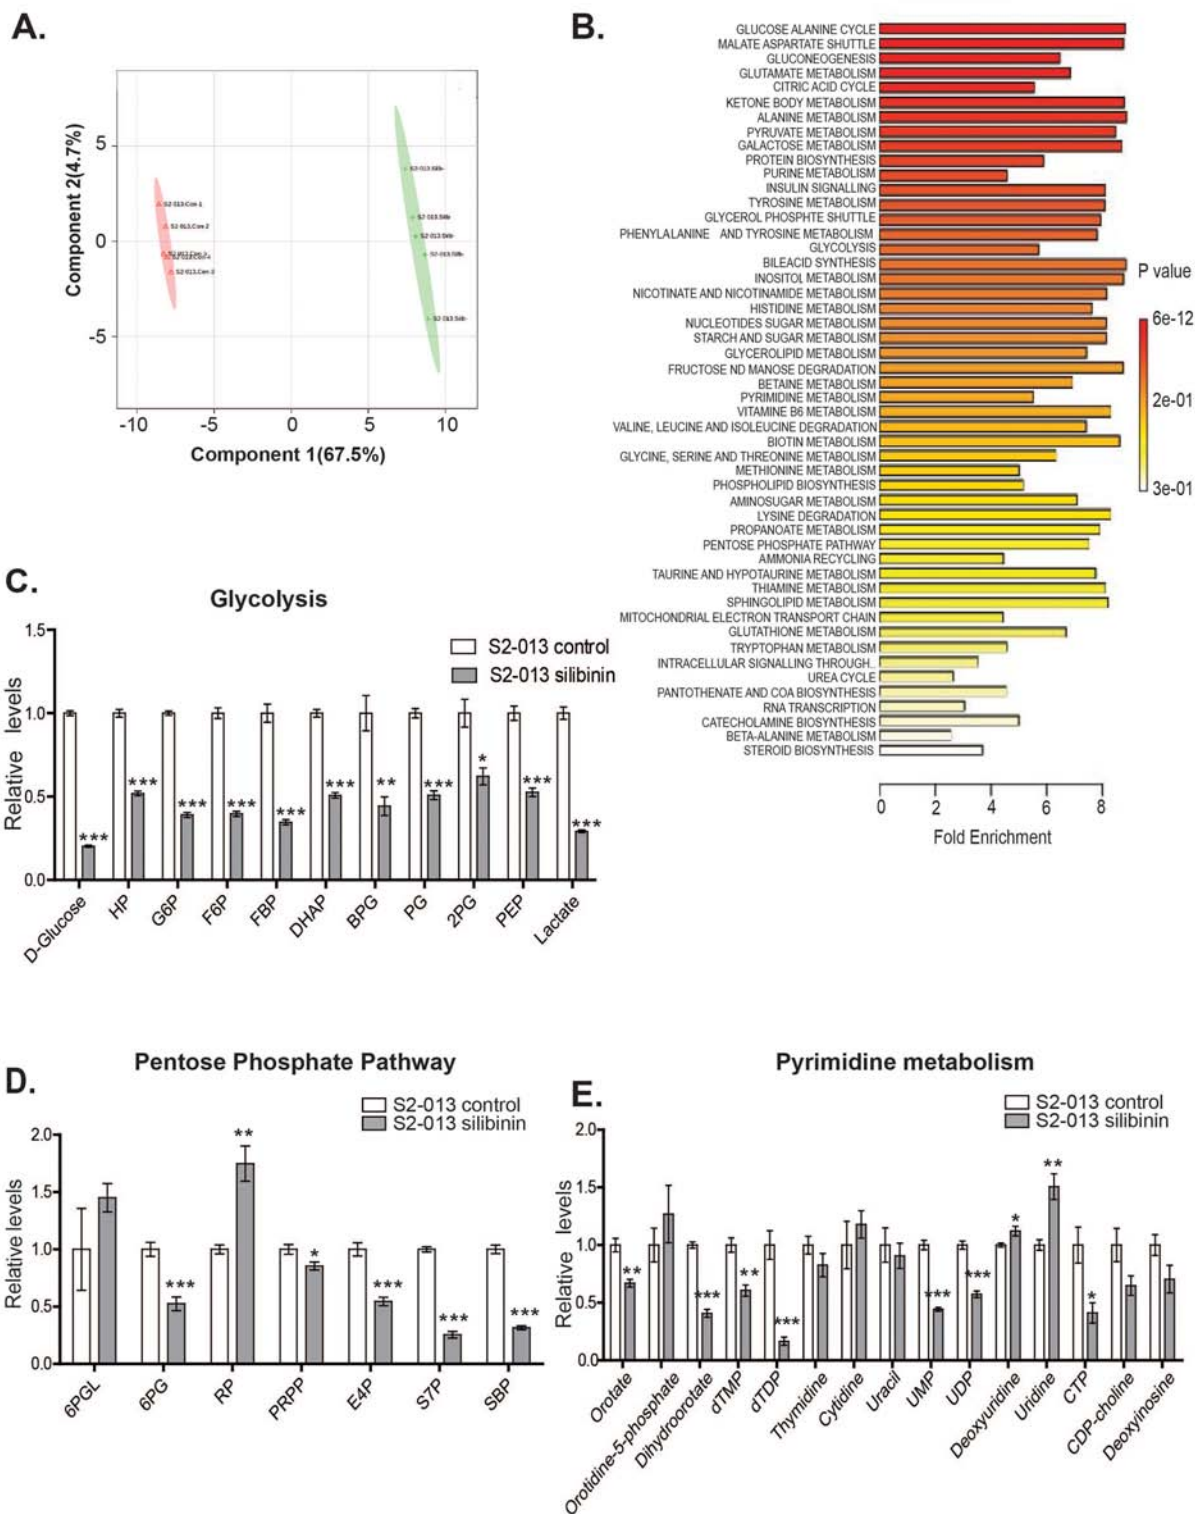 A.
Component 2(4.7%)
5
0
-5
S2-013.Con-1
S2-013.Con-2
S2-013.Con-3
-10
-5
0
5
10
Component 1(67.5%)
B.
GLUCOSE ALANINE CYCLE
MALATE ASPARTATE SHUTTLE
GLUCONEOGENESIS
GLUTAMATE METABOLISM
CITRIC ACID CYCLE
KETONE BODY METABOLISM
ALANINE METABOLISM
PYRUVATE METABOLISM
GALACTOSE METABOLISM
PROTEIN BIOSYNTHESIS
PURINE METABOLISM
INSULIN SIGNALLING
TYROSINE METABOLISM
GLYCEROL PHOSPHTE SHUTTLE
PHENYLALANINE AND TYROSINE METABOLISM
GLYCOLYSIS
BILEACID SYNTHESIS
INOSITOL METABOLISM
NICOTINATE AND NICOTINAMIDE METABOLISM
HISTIDINE METABOLISM
NUCLEOTIDES SUGAR METABOLISM
STARCH AND SUGAR METABOLISM
GLYCEROLIPID METABOLISM
FRUCTOSE ND MANOSE DEGRADATION
BETAINE METABOLISM
PYRIMIDINE METABOLISM
VITAMINE B6 METABOLISM
VALINE, LEUCINE AND ISOLEUCINE DEGRADATION
BIOTIN METABOLISM
GLYCINE, SERINE AND THREONINE METABOLISM
METHIONINE METABOLISM
PHOSPHOLIPID BIOSYNTHESIS
AMINOSUGAR METABOLISM
LYSINE DEGRADATION
PROPANOATE METABOLISM
PENTOSE PHOSPHATE PATHWAY
AMMONIA RECYCLING
TAURINE AND HYPOTAURINE METABOLISM
THIAMINE METABOLISM
SPHINGOLIPID METABOLISM
MITOCHONDRIAL ELECTRON TRANSPORT CHAIN
GLUTATHIONE METABOLISM
TRYPTOPHAN METABOLISM
INTRACELLULAR SIGNALLING THROUGH..
UREA CYCLE
PANTOTHENATE AND COA BIOSYNTHESIS
RNA TRANSCRIPTION
CATECHOLAMINE BIOSYNTHESIS
BETA-ALANINE METABOLISM
STEROID BIOSYNTHESIS
0 2 4 6 8
Fold Enrichment
P value
6e-12
2e-01
3e-01
C.
Glycolysis
S2-013 control
S2-013 silibinin
Relative levels
1.5
1.0
0.5
0.0
*** *** *** *** *** *** ** *** * *** ***
D-Glucose
HP
G6P
F6P
FBP
DHAP
BPG
PG
2PG
PEP
Lactate
D.
Pentose Phosphate Pathway
S2-013 control
S2-013 silibinin
Relative levels
2.0
1.5
1.0
0.5
0.0
*** ** * *** *** ***
6PGL
6PG
RP
PRPP
E4P
S7P
SBP
E.
Pyrimidine metabolism
S2-013 control
S2-013 silibinin
Relative levels
2.0
1.5
1.0
0.5
0.0
** *** ** *** *** *** * ** *
Orotate
Orotidine-5-phosphate
Dihydroorotate
dTMP
dTDP
Thymidine
Cytidine
Uracil
UMP
UDP
Deoxyuridine
Uridine
CTP
CDP-choline
Deoxyinosine